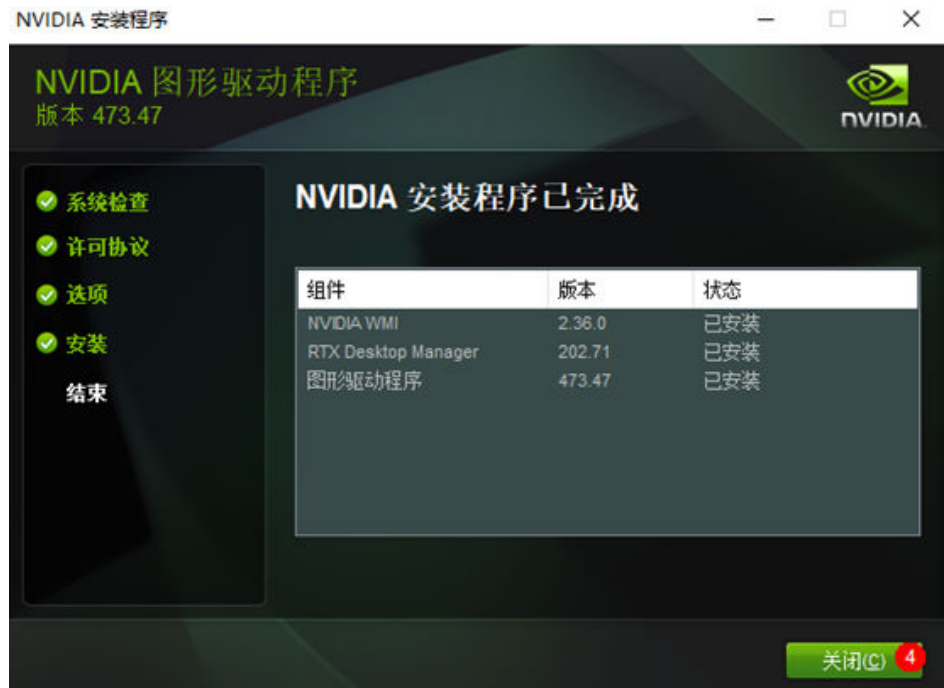 NVIDIA 安装程序
NVIDIA 图形驱动程序
版本 473.47
NVIDIA.
系统检查
许可协议
选项
安装
结束
NVIDIA 安装程序已完成
组件 版本 状态
NVIDIA WMI 2.36.0 已安装
RTX Desktop Manager 202.71 已安装
图形驱动程序 473.47 已安装
关闭(C) 4